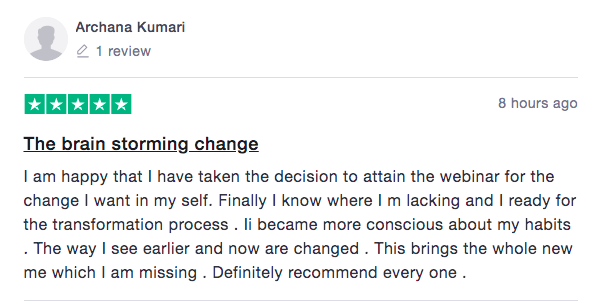 Archana Kumari
1 review
8 hours ago
The brain storming change
I am happy that I have taken the decision to attain the webinar for the
change I want in my self. Finally I know where I m lacking and I ready for
the transformation process . Ii became more conscious about my habits
. The way I see earlier and now are changed . This brings the whole new
me which I am missing . Definitely recommend every one .